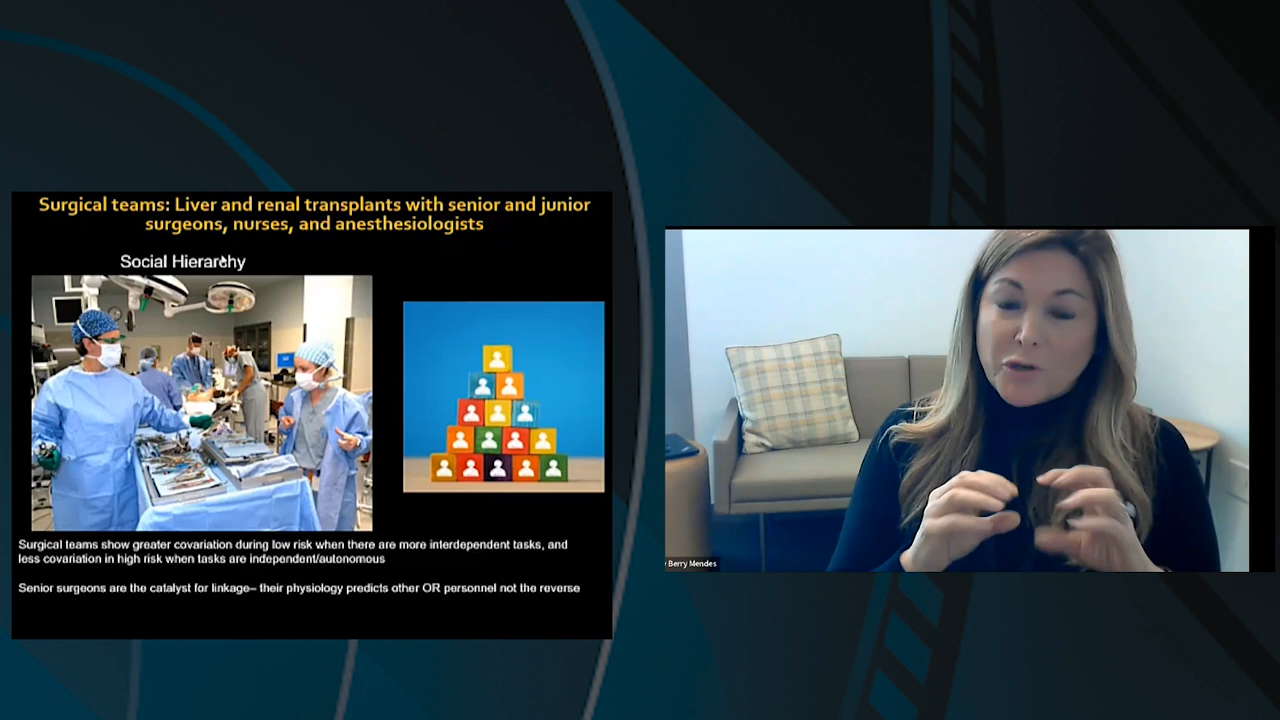 Surgical teams: Liver and renal transplants with senior and junior
surgeons, nurses, and anesthesiologists
Social Hierarchy
Surgical teams show greater covariation during low risk when there are more interdependent tasks, and
less covariation in high risk when tasks are independent/autonomous
Senior surgeons are the catalyst for linkage– their physiology predicts other OR personnel not the reverse
Berry Mendes